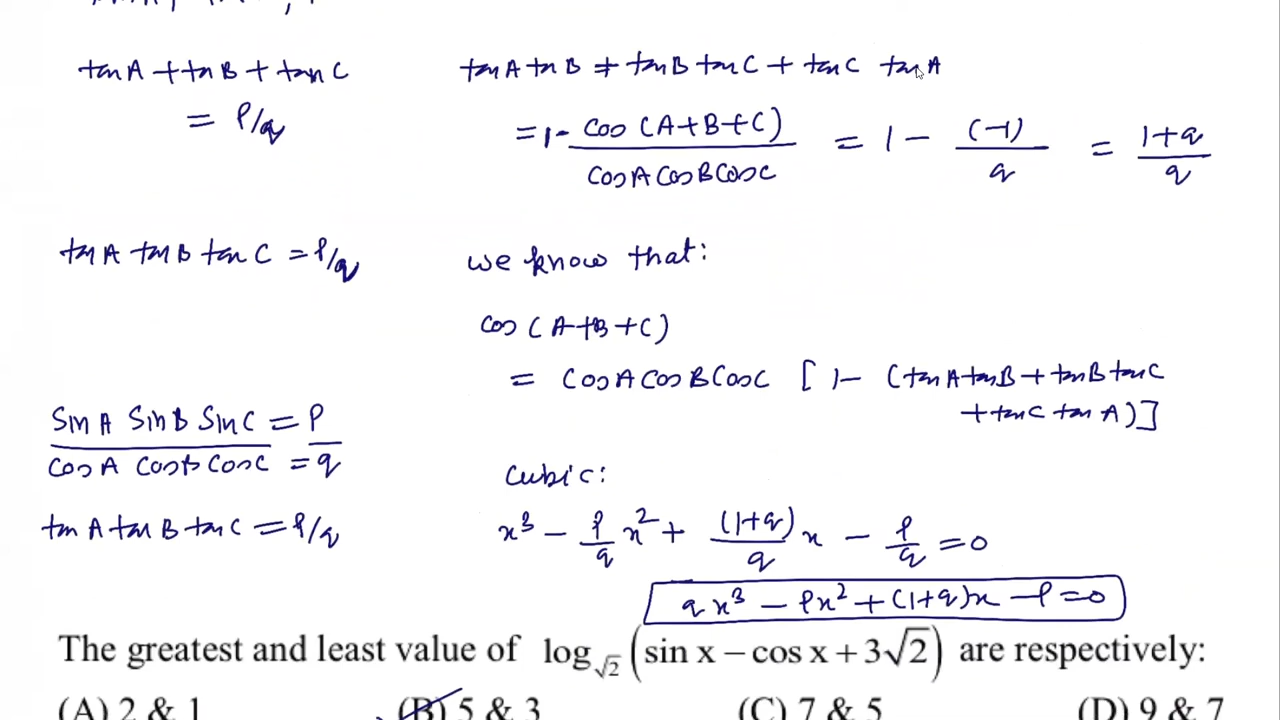 tanA + tanB + tanC
= P/q
tanA tanB + tanB tanC + tanC tanA
= 1 - cos (A+B+C) / cosA cosB cosC = 1 - (-1) / q = 1+q / q
tanA tanB tanC = P/q
we know that:
cos (A+B+C)
= cosA cosB cosC [ 1 - (tanA tanB + tanB tanC
+ tanC tanA)]
SinA SinB SinC = P
cosA cosB cosC = q
tanA tanB tanC = P/q
Cubic:
x³ - P/q x² + (1+q)/q x - P/q = 0
qx³ - Px² + (1+q)x - P = 0
The greatest and least value of log√2 (sin x − cos x + 3√2) are respectively:
(A) 2 & 1 (B) 5 & 3 (C) 7 & 5 (D) 9 & 7